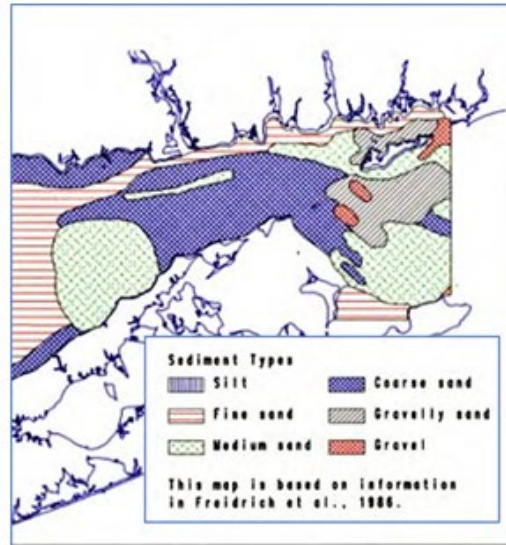 Sediment Types
Silt
Coarse sand
Fine sand
Gravelly sand
Medium sand
Gravel
This map is based on information
in Freidrich et al., 1986.